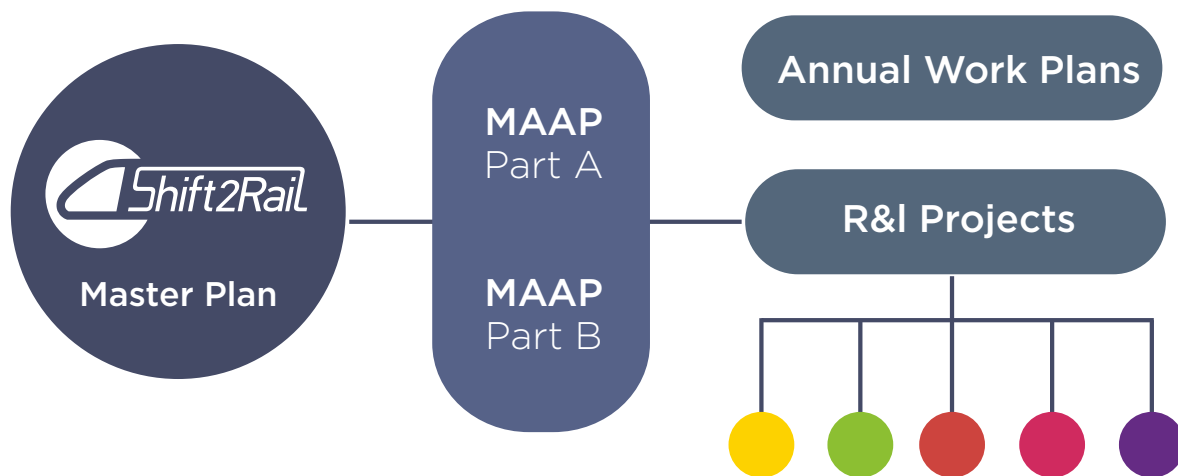 Shift2Rail
Master Plan
MAAP
Part A
MAAP
Part B
Annual Work Plans
R&l Projects